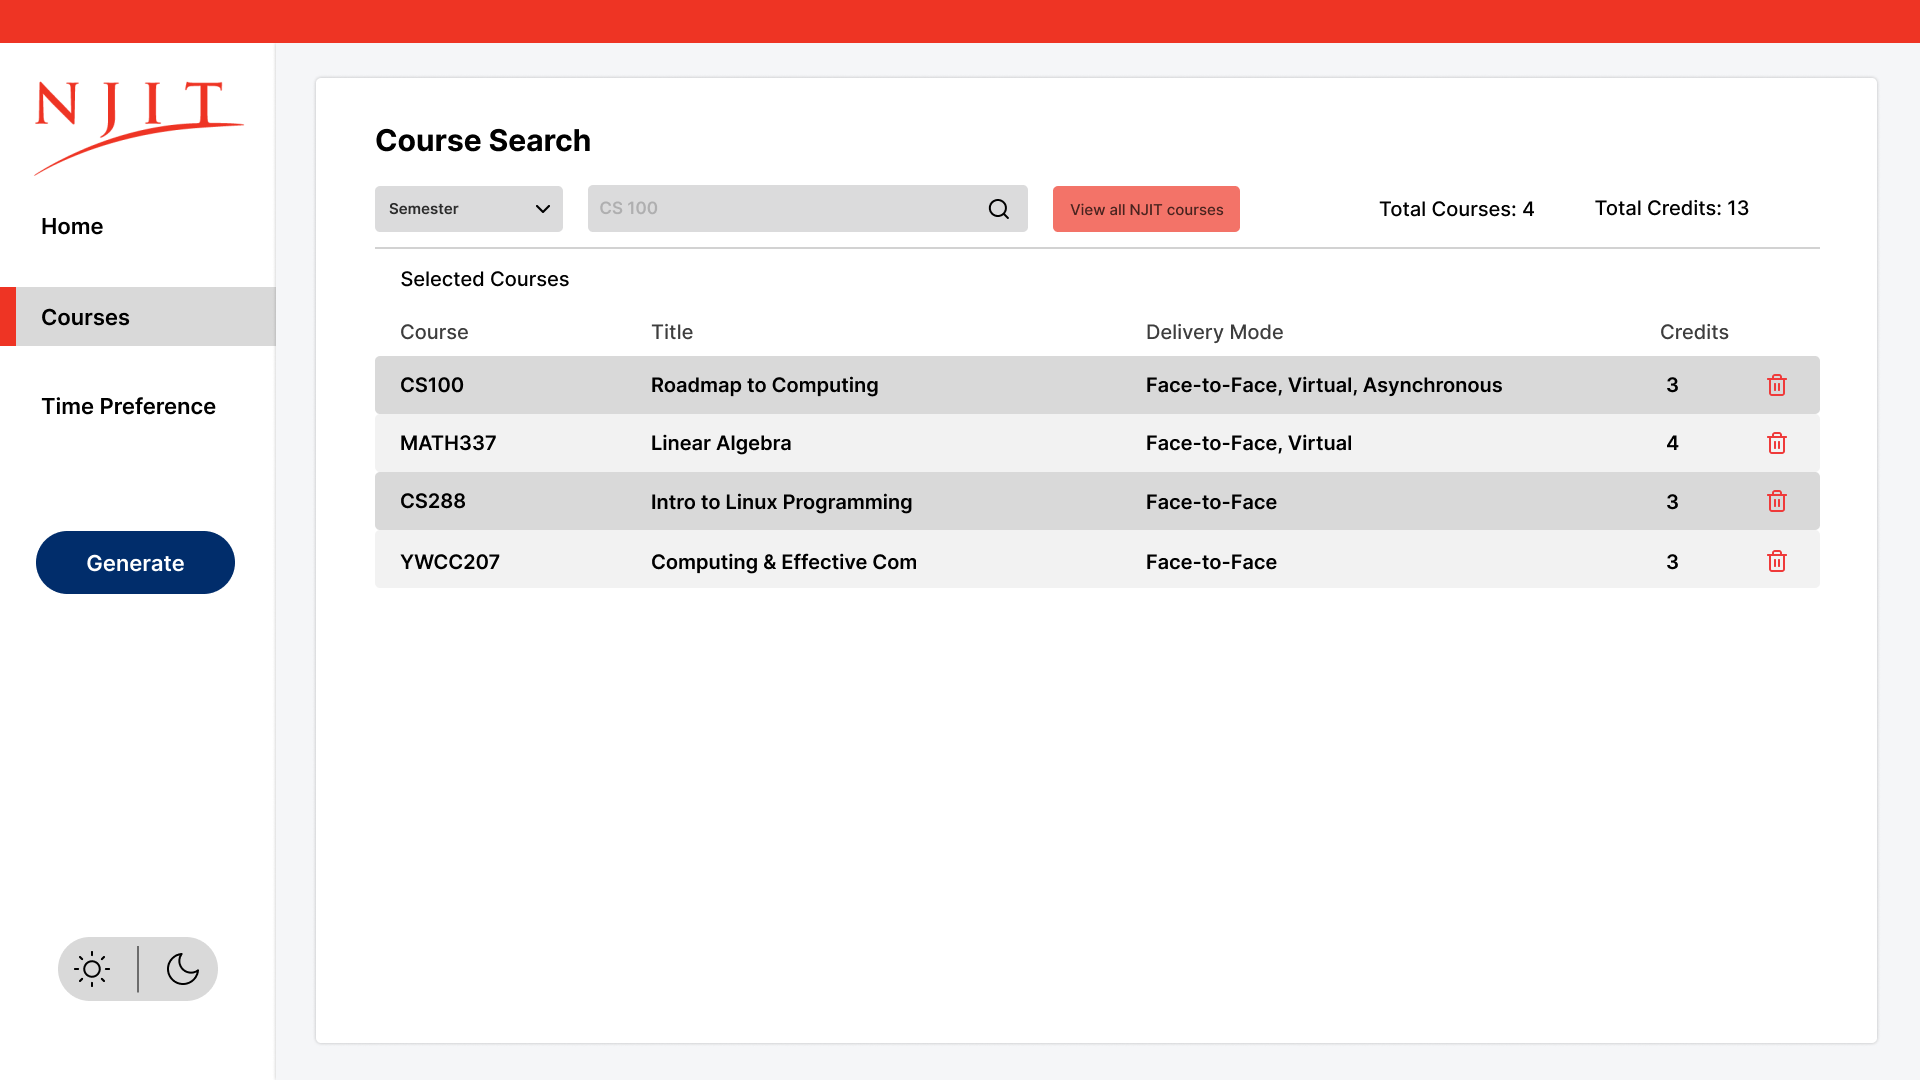 NJIT
Home
Courses
Time Preference
Generate
Course Search
Semester
CS 100
View all NJIT courses
Total Courses: 4
Total Credits: 13
Selected Courses
Course Title Delivery Mode Credits
CS100 Roadmap to Computing Face-to-Face, Virtual, Asynchronous 3
MATH337 Linear Algebra Face-to-Face, Virtual 4
CS288 Intro to Linux Programming Face-to-Face 3
YWCC207 Computing & Effective Com Face-to-Face 3